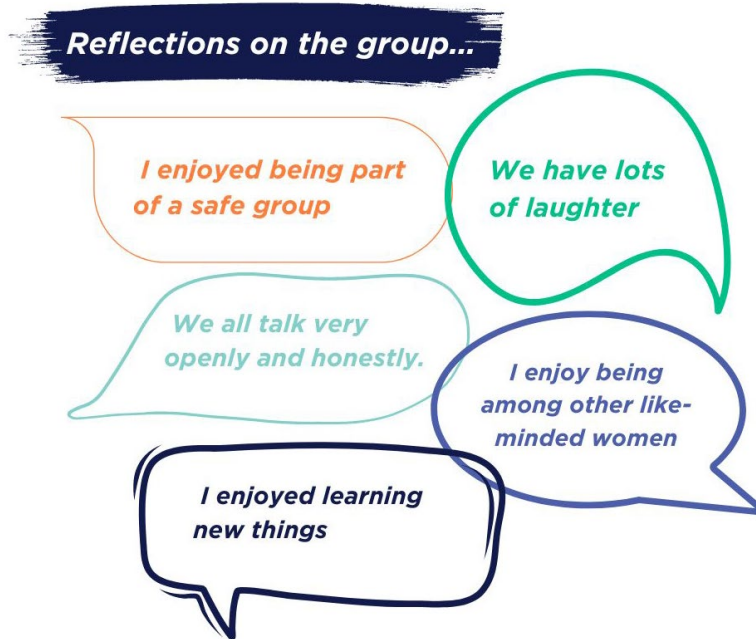 Reflections on the group...
I enjoyed being part
of a safe group
We have lots
of laughter
We all talk very
openly and honestly.
I enjoy being
among other like-
minded women
I enjoyed learning
new things